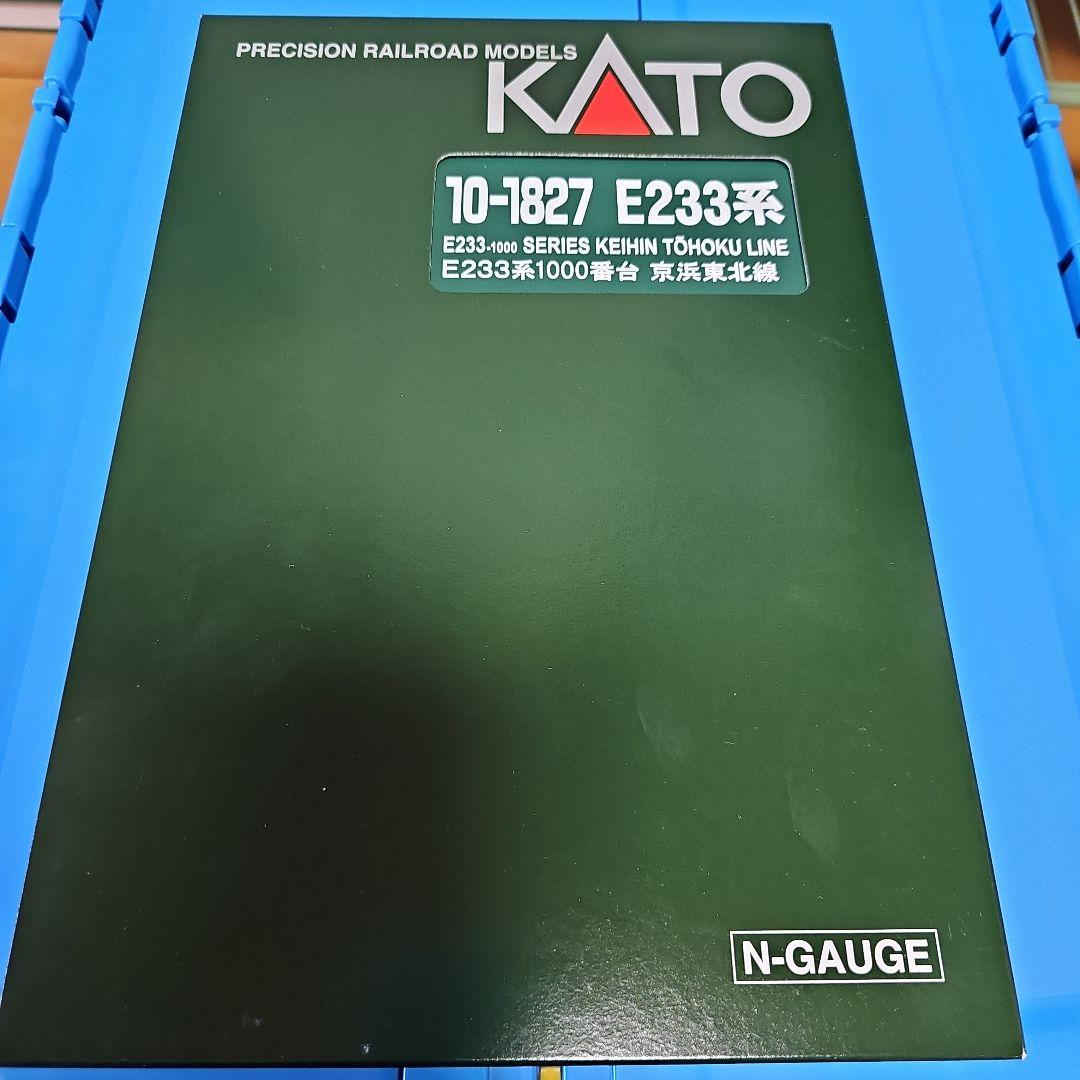 PRECISION RAILROAD MODELS
KATO
10-1827 E233系
E233-1000 SERIES KEIHIN TŌHOKU LINE
E233系1000番台 京浜東北線
N-GAUGE